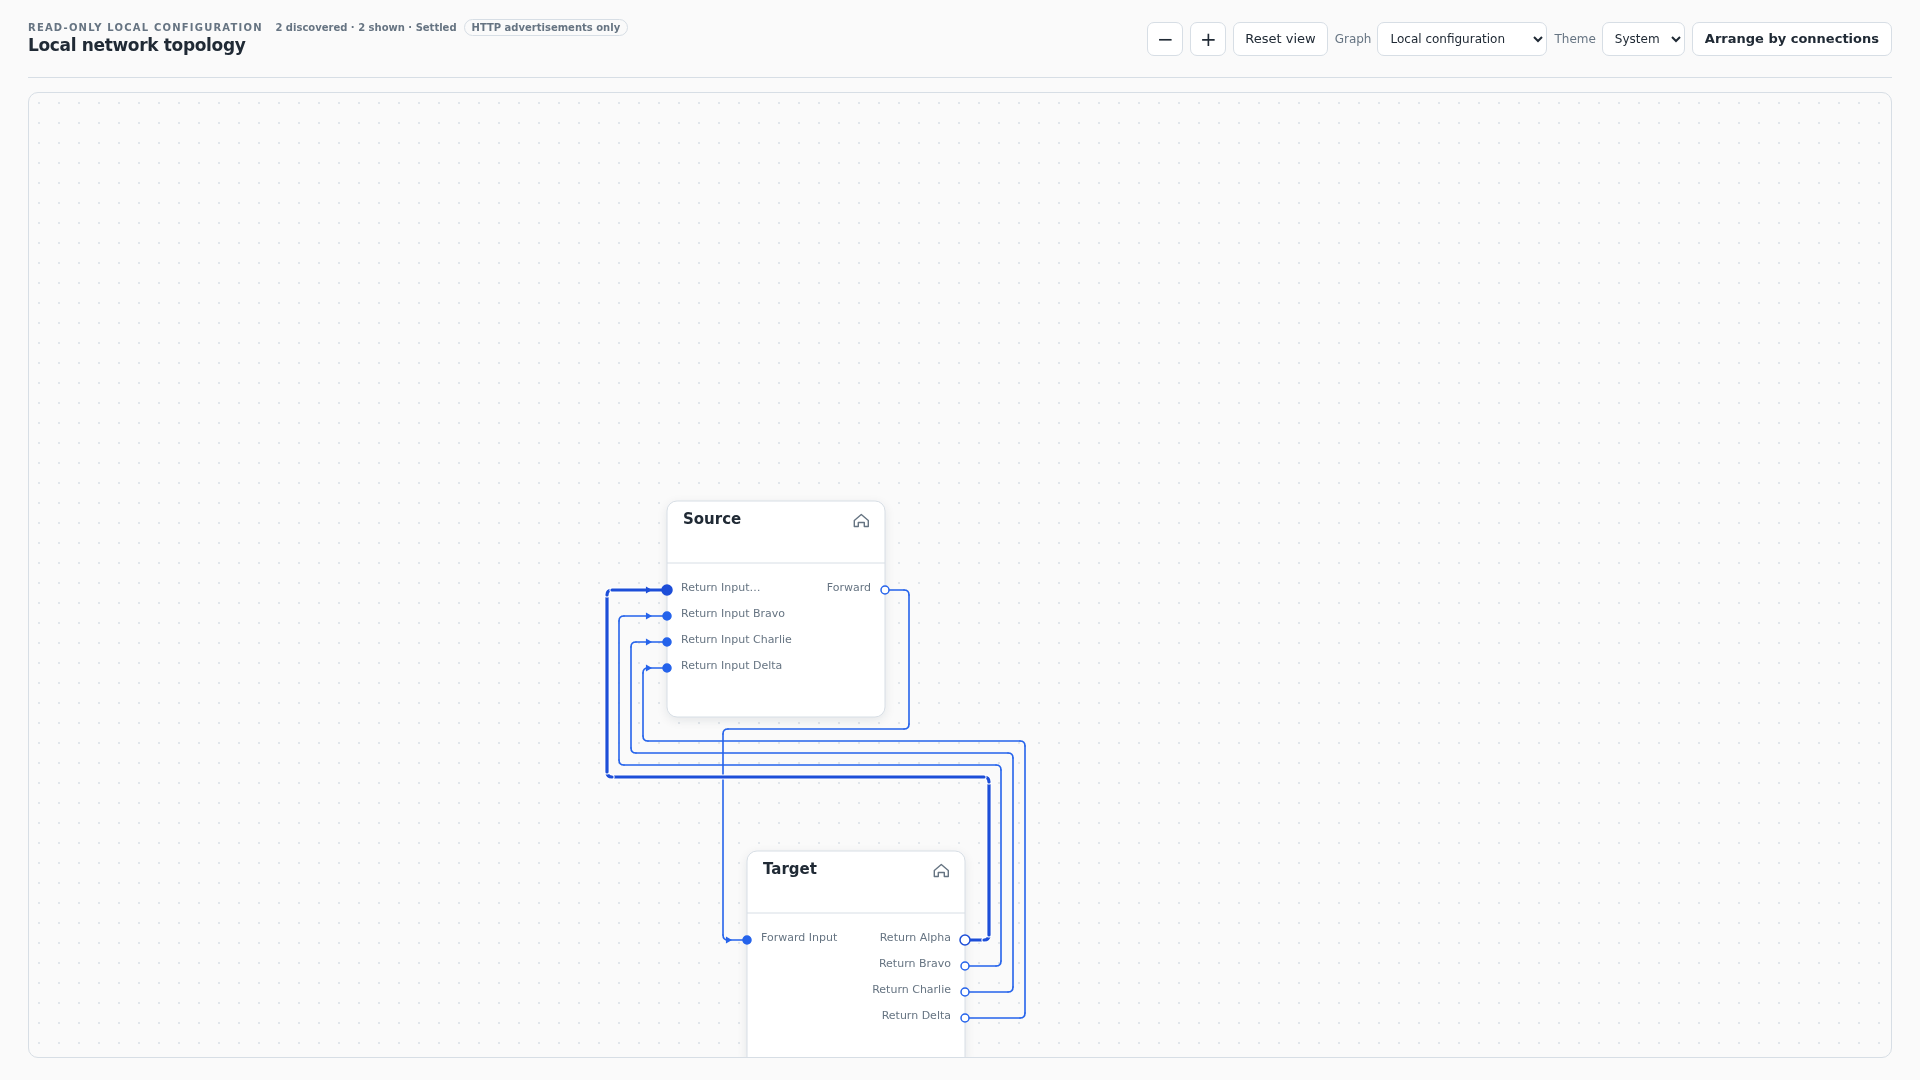 READ-ONLY LOCAL CONFIGURATION 2 discovered · 2 shown · Settled HTTP advertisements only
Local network topology
− + Reset view Graph Local configuration Theme System Arrange by connections
Source
Return Input... Forward
Return Input Bravo
Return Input Charlie
Return Input Delta
Target
Forward Input Return Alpha
Return Bravo
Return Charlie
Return Delta